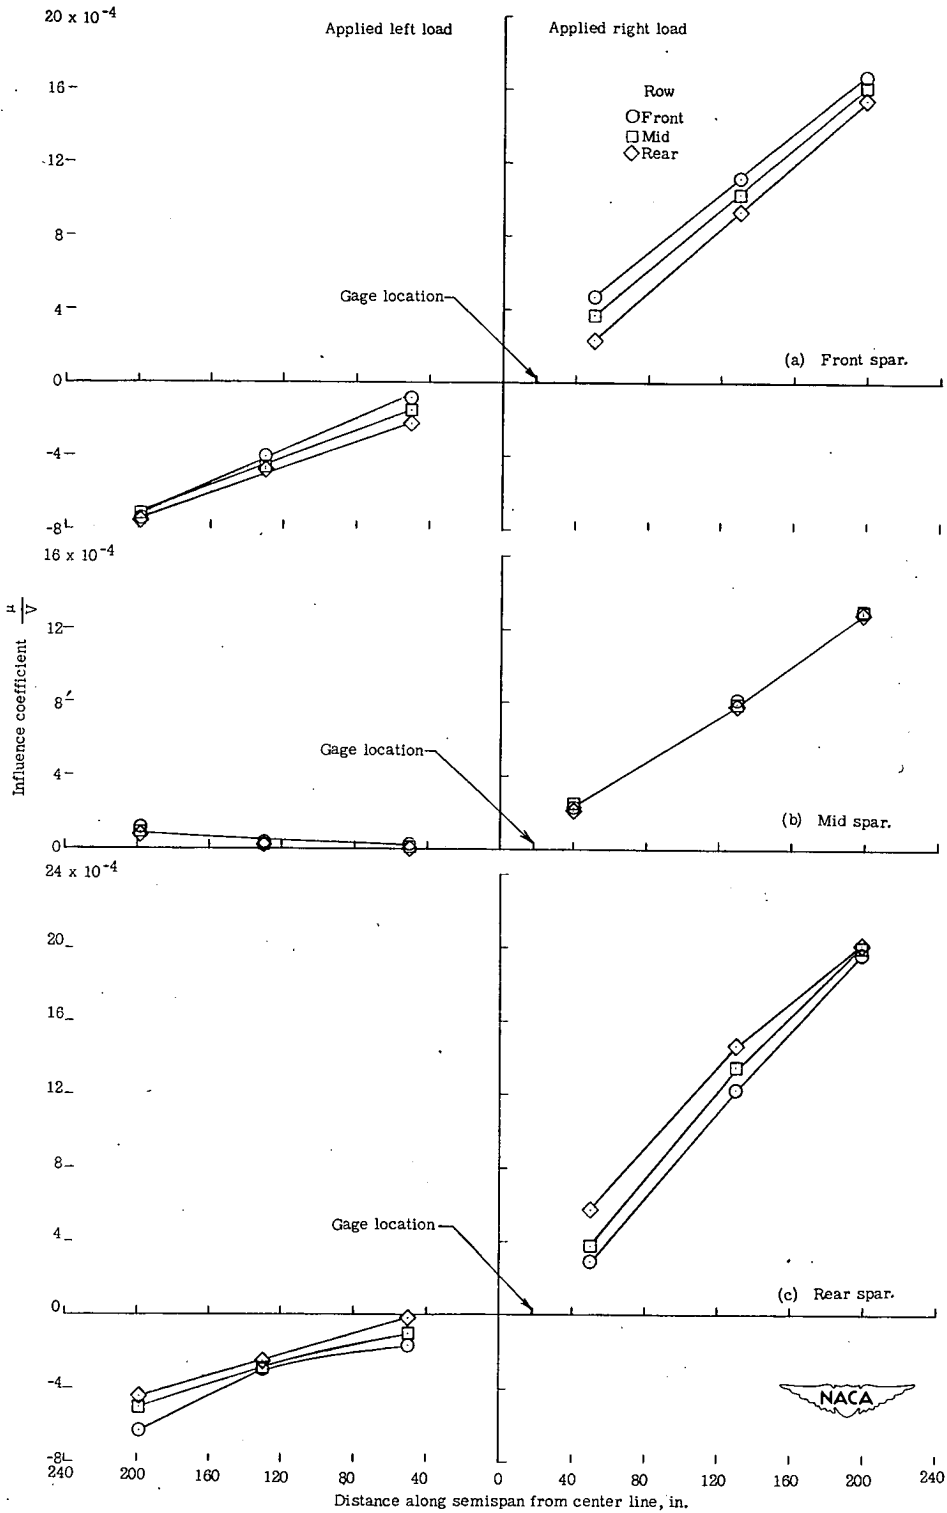 20 x 10-4
Applied left load
Applied right load
16
Row
Front
Mid
Rear
12
8
Gage location
4
(a) Front spar.
0
-4
-8
16 x 10-4
12
8
Gage location
4
(b) Mid spar.
0
Influence coefficient μ/V
24 x 10-4
20
16
12
8
Gage location
4
(c) Rear spar.
0
-4
NACA
-8
240 200 160 120 80 40 0 40 80 120 160 200 240
Distance along semispan from center line, in.